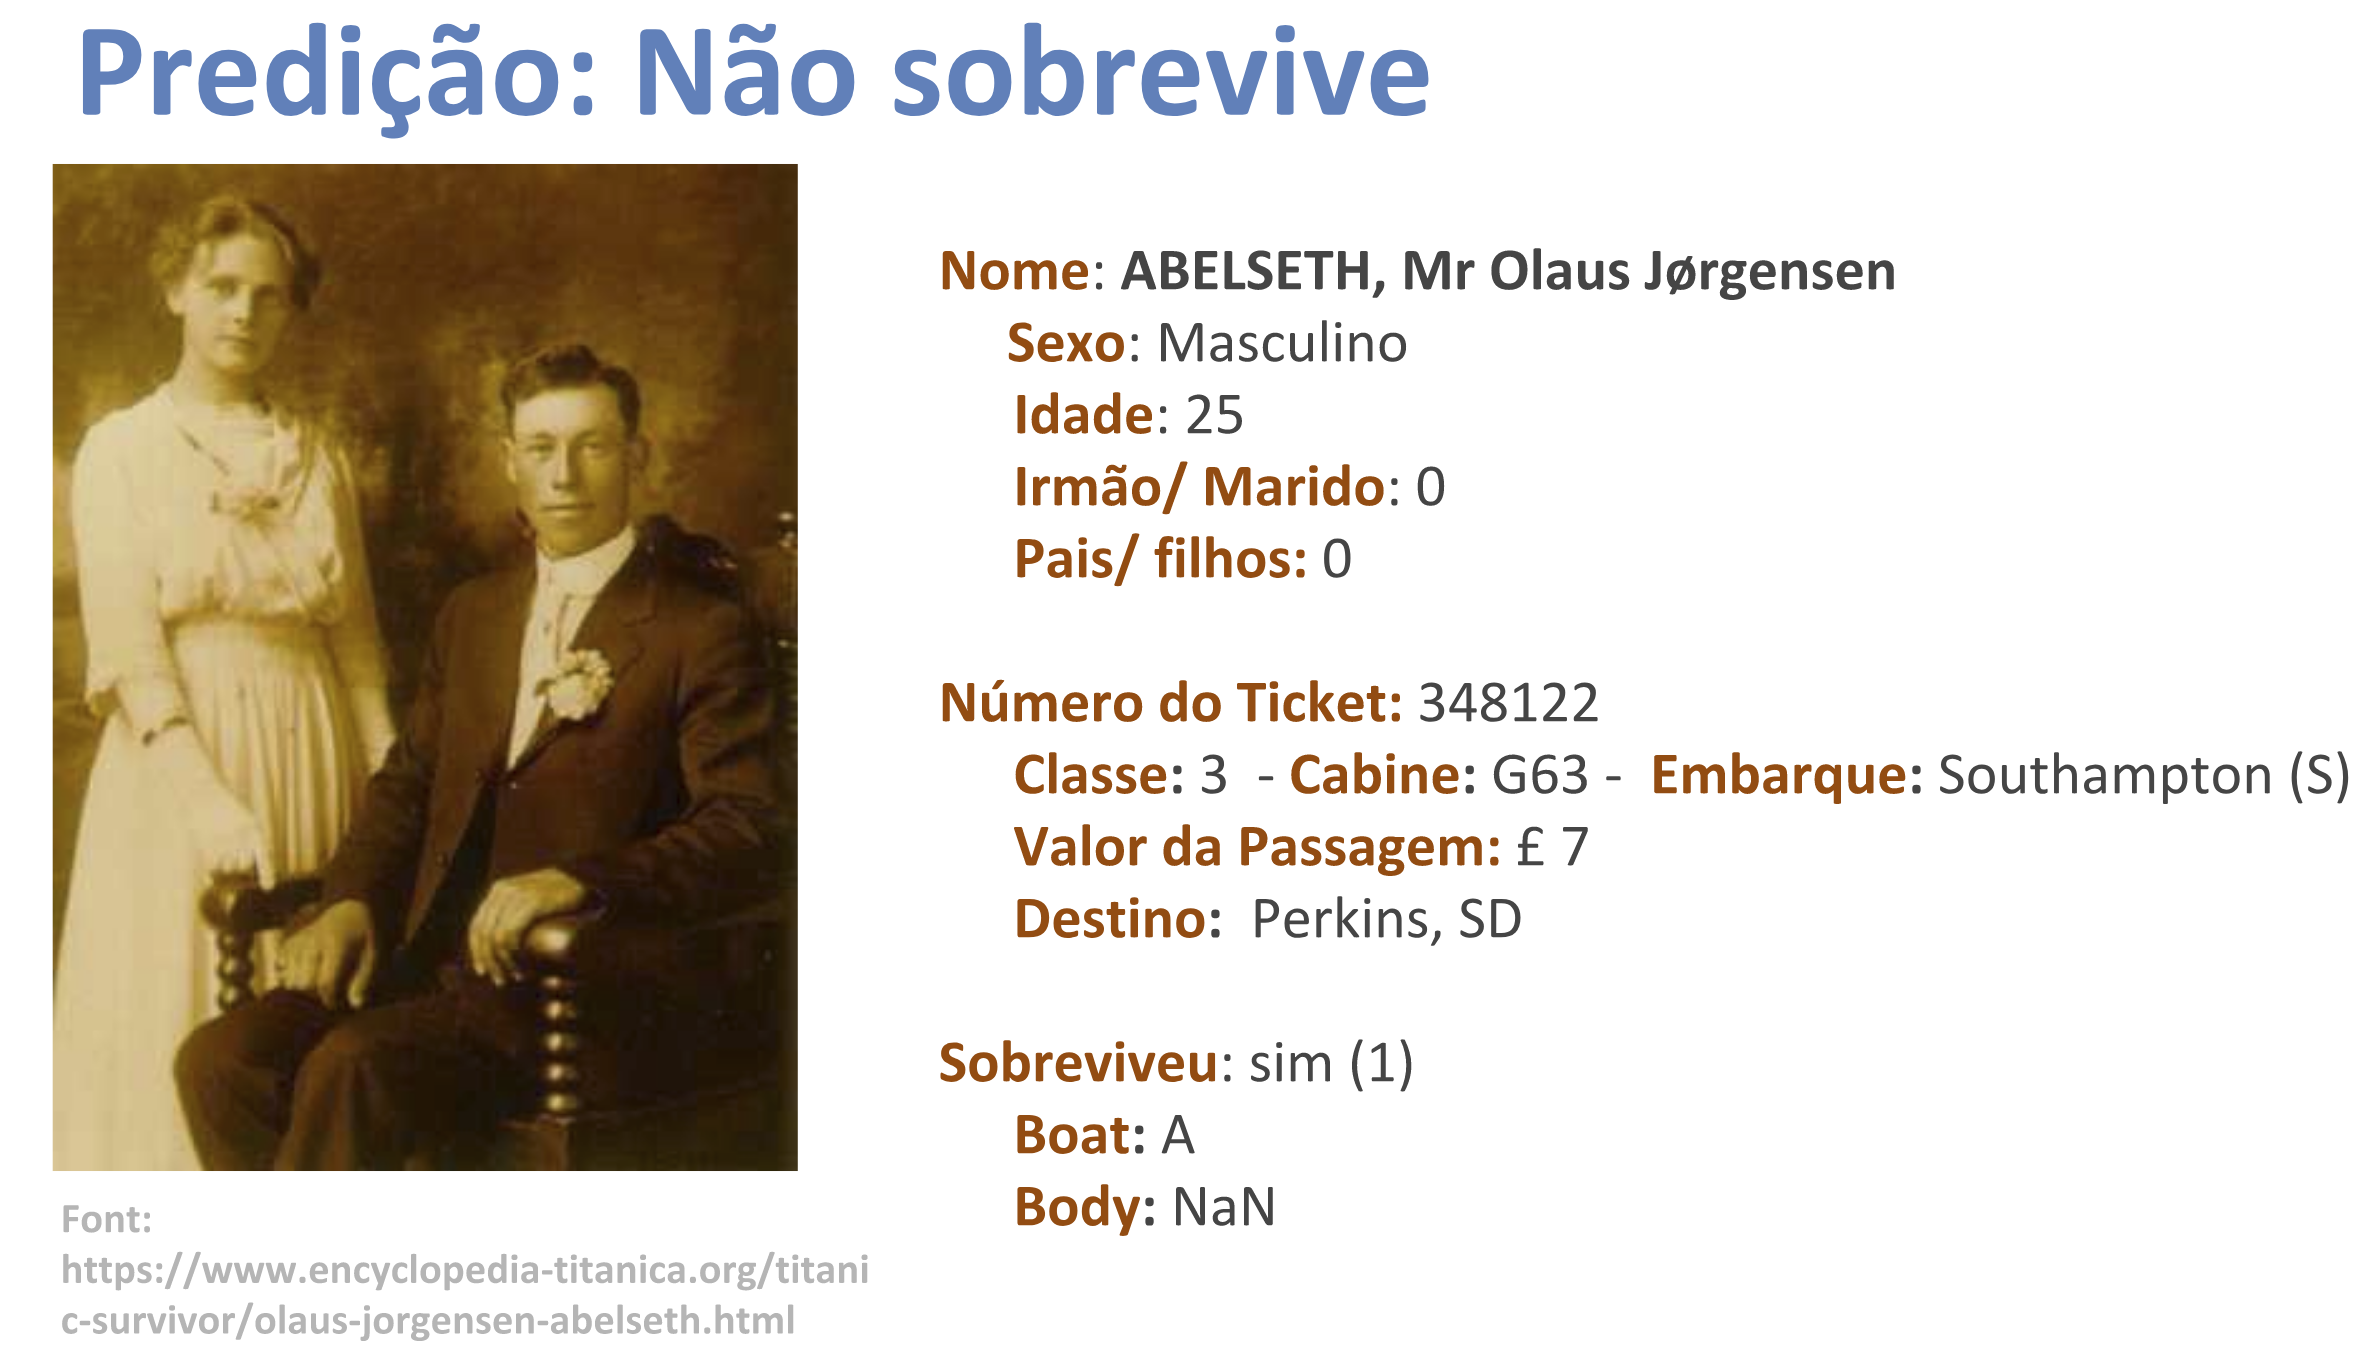 Predição: Não sobrevive
Nome: ABELSETH, Mr Olaus Jørgensen
Sexo: Masculino
Idade: 25
Irmão/ Marido: 0
Pais/ filhos: 0
Número do Ticket: 348122
Classe: 3 - Cabine: G63 - Embarque: Southampton (S)
Valor da Passagem: £ 7
Destino: Perkins, SD
Sobreviveu: sim (1)
Boat: A
Body: NaN
Font:
https://www.encyclopedia-titanica.org/titani
c-survivor/olaus-jorgensen-abelseth.html